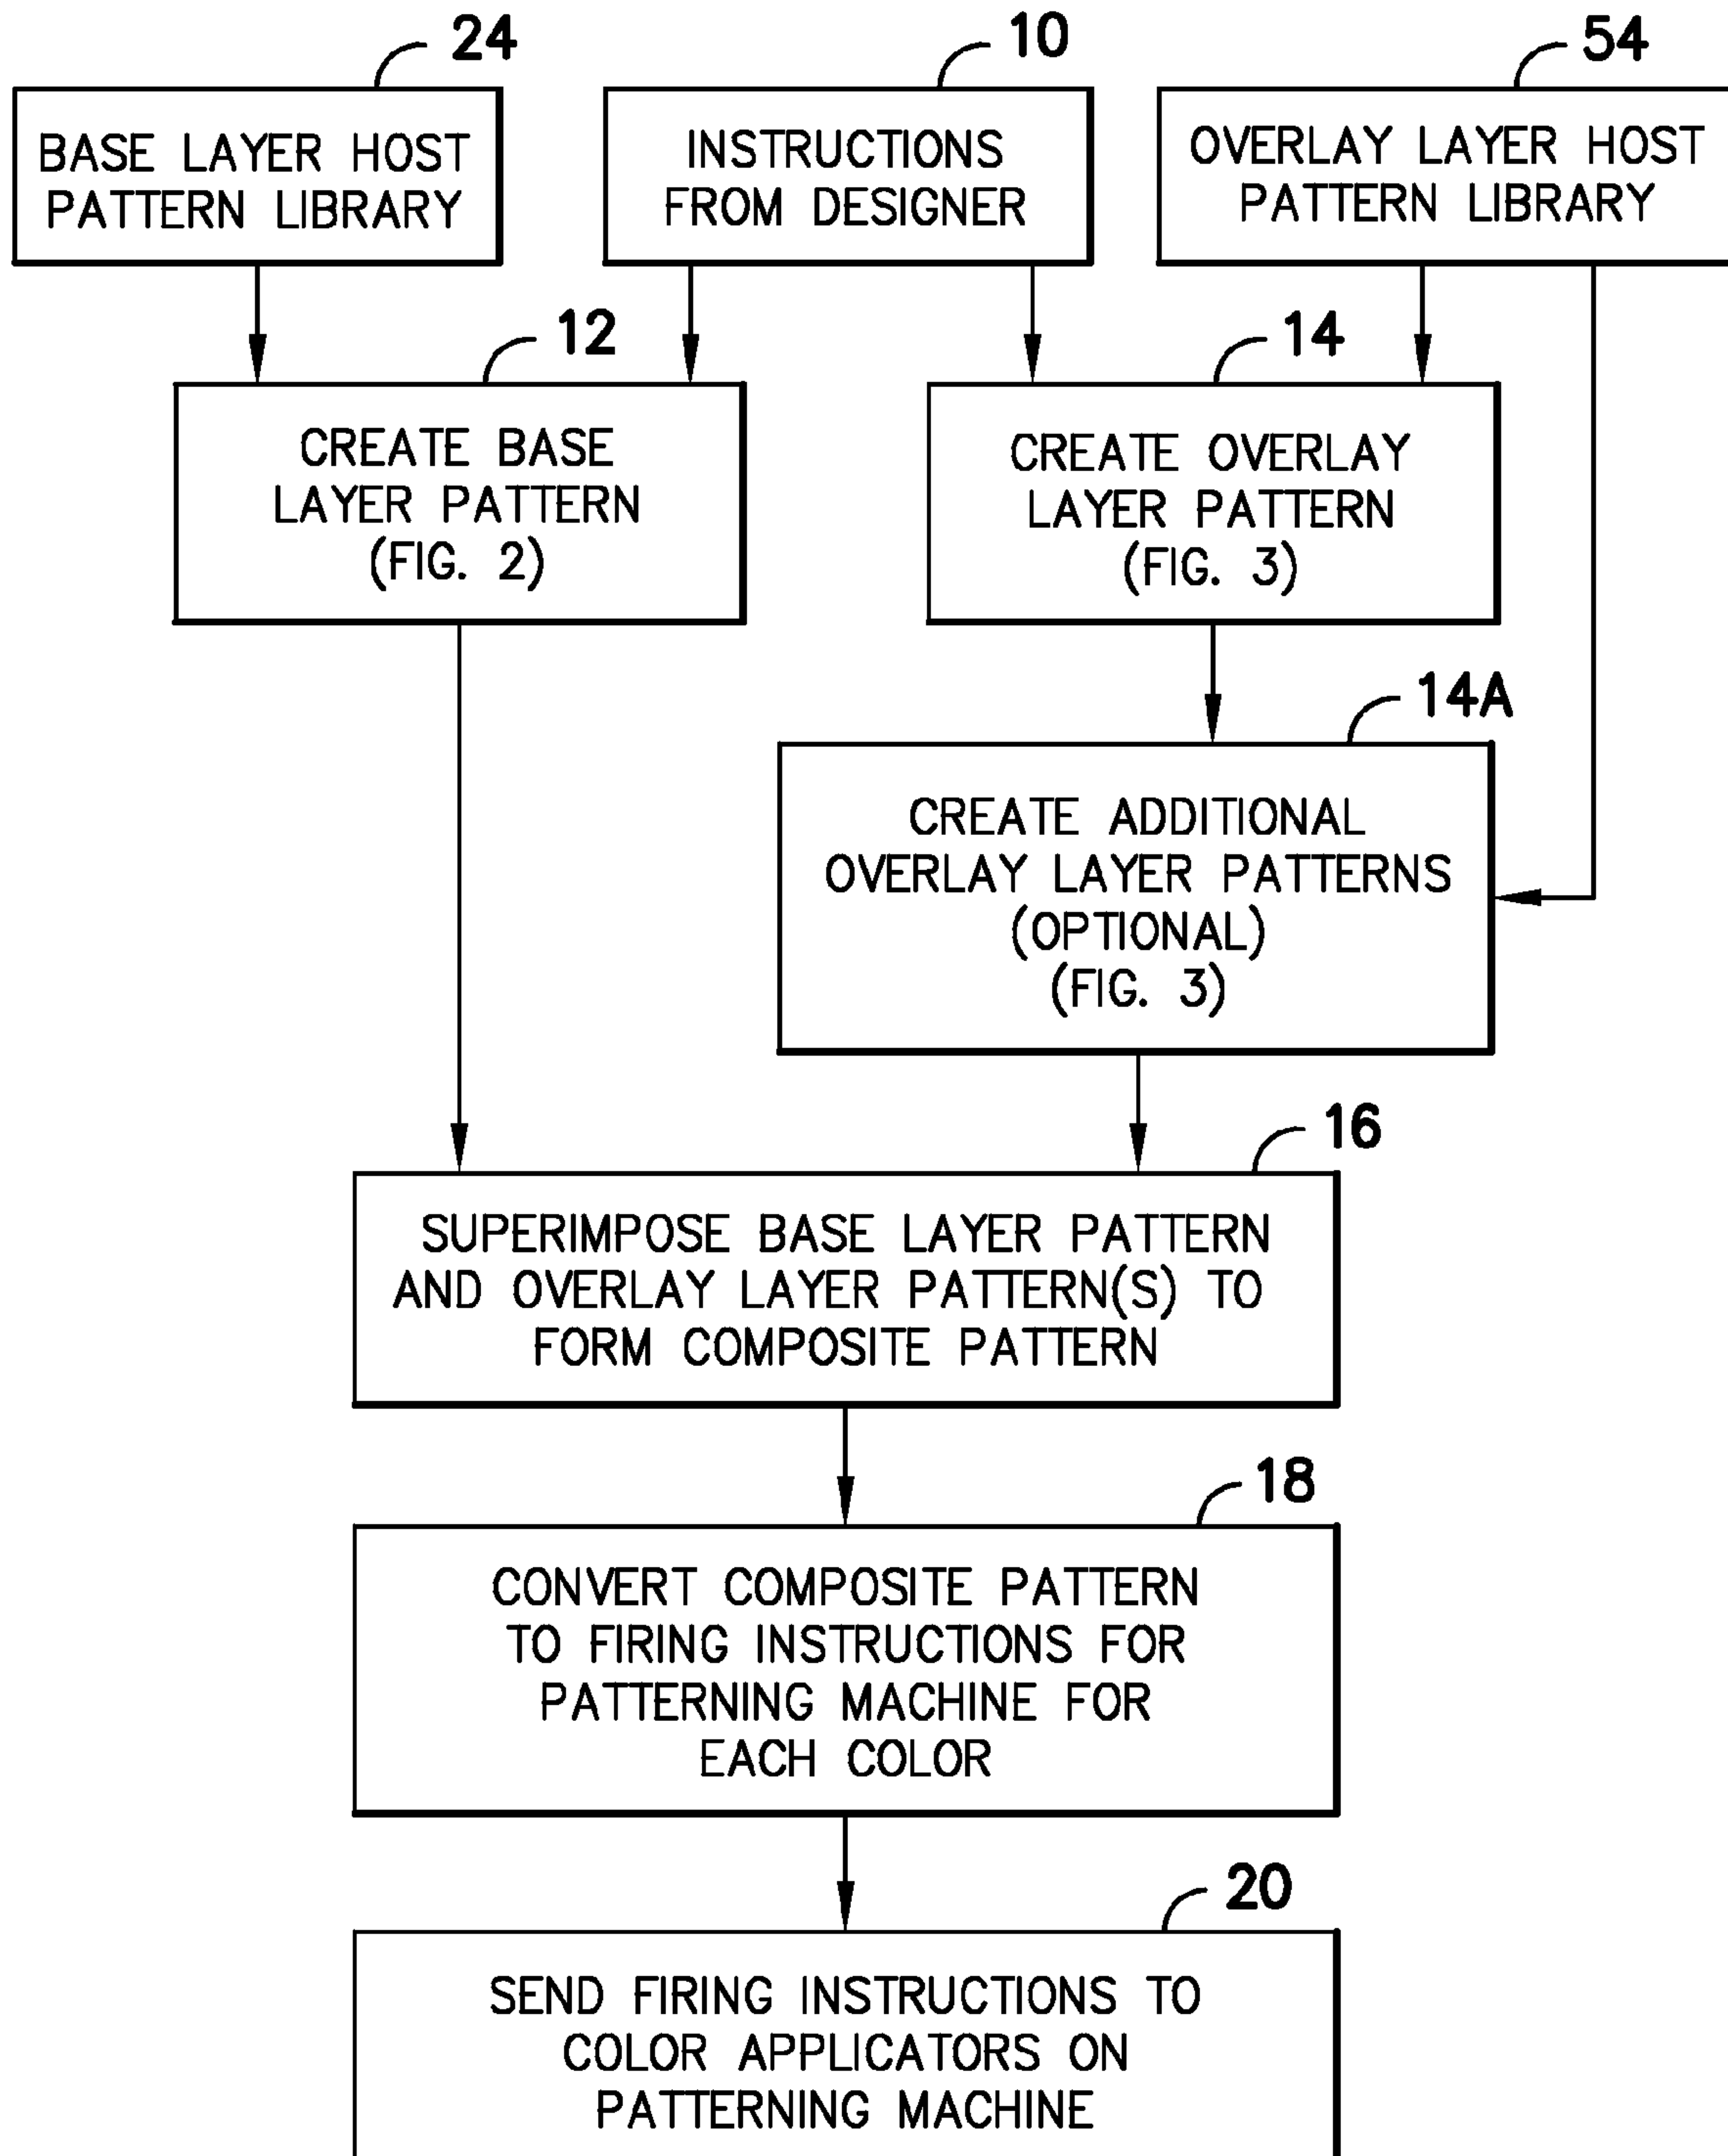 24
BASE LAYER HOST
PATTERN LIBRARY
10
INSTRUCTIONS
FROM DESIGNER
54
OVERLAY LAYER HOST
PATTERN LIBRARY
12
CREATE BASE
LAYER PATTERN
(FIG. 2)
14
CREATE OVERLAY
LAYER PATTERN
(FIG. 3)
14A
CREATE ADDITIONAL
OVERLAY LAYER PATTERNS
(OPTIONAL)
(FIG. 3)
16
SUPERIMPOSE BASE LAYER PATTERN
AND OVERLAY LAYER PATTERN(S) TO
FORM COMPOSITE PATTERN
18
CONVERT COMPOSITE PATTERN
TO FIRING INSTRUCTIONS FOR
PATTERNING MACHINE FOR
EACH COLOR
20
SEND FIRING INSTRUCTIONS TO
COLOR APPLICATORS ON
PATTERNING MACHINE